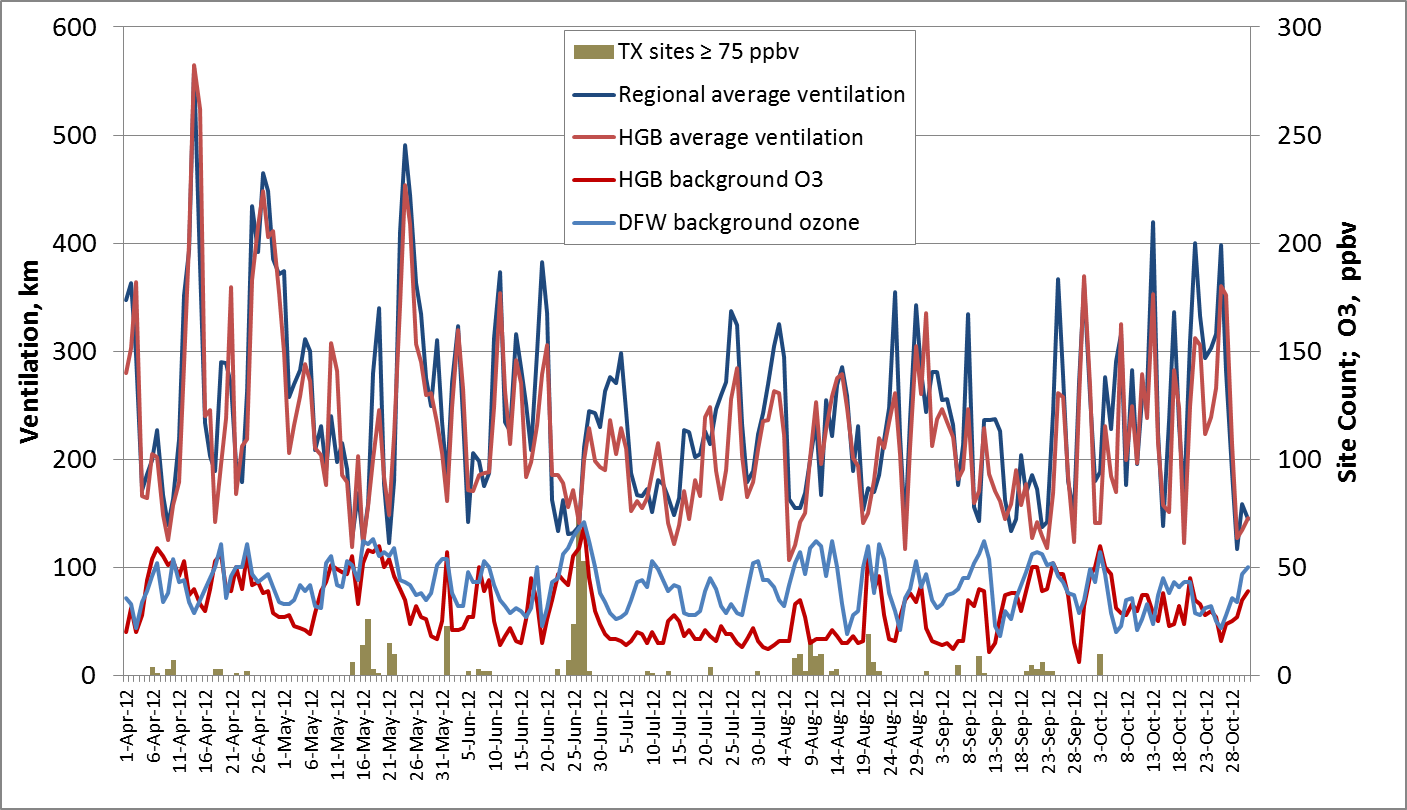 600
500
400
300
200
100
0
Ventilation, km
300
250
200
150
100
50
0
Site Count; O3, ppbv
TX sites ≥ 75 ppbv
Regional average ventilation
HGB average ventilation
HGB background O3
DFW background ozone
1-Apr-12
6-Apr-12
11-Apr-12
16-Apr-12
21-Apr-12
26-Apr-12
1-May-12
6-May-12
11-May-12
16-May-12
21-May-12
26-May-12
31-May-12
5-Jun-12
10-Jun-12
15-Jun-12
20-Jun-12
25-Jun-12
30-Jun-12
5-Jul-12
10-Jul-12
15-Jul-12
20-Jul-12
25-Jul-12
30-Jul-12
4-Aug-12
9-Aug-12
14-Aug-12
19-Aug-12
24-Aug-12
29-Aug-12
3-Sep-12
8-Sep-12
13-Sep-12
18-Sep-12
23-Sep-12
28-Sep-12
3-Oct-12
8-Oct-12
13-Oct-12
18-Oct-12
23-Oct-12
28-Oct-12